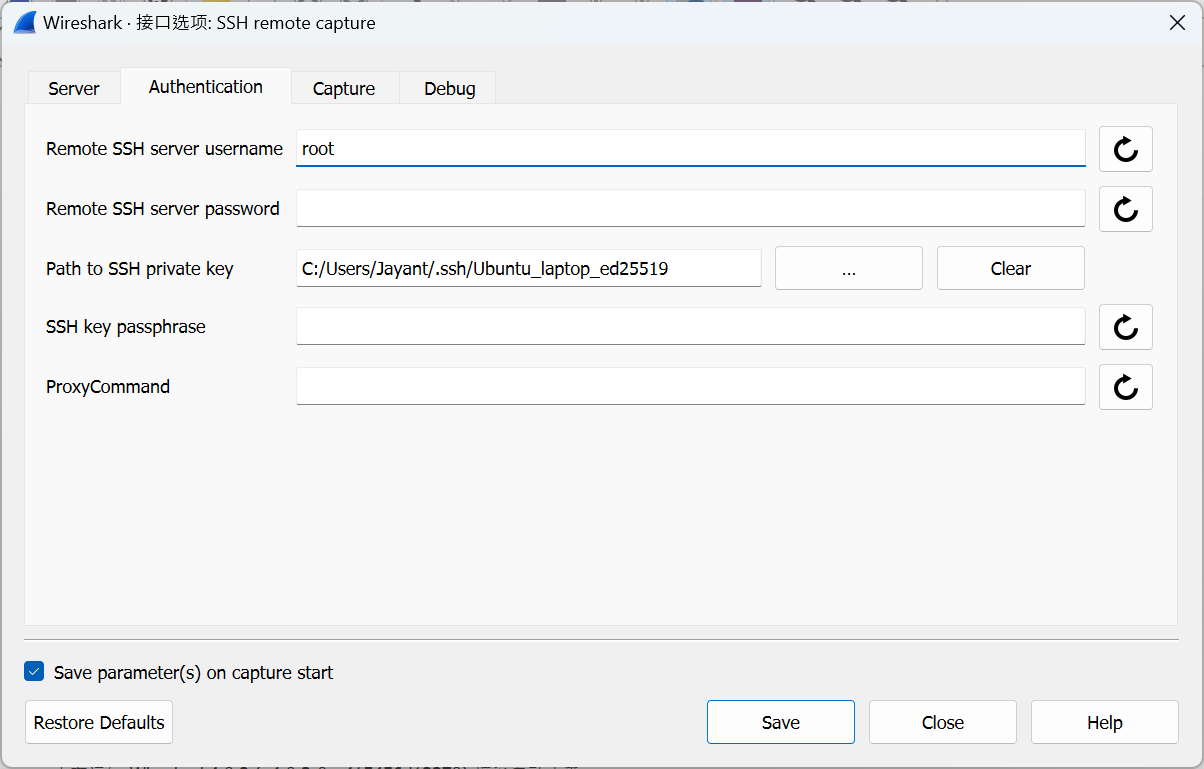 Wireshark · 接口选项: SSH remote capture
Server Authentication Capture Debug
Remote SSH server username root
Remote SSH server password
Path to SSH private key C:/Users/Jayant/.ssh/Ubuntu_laptop_ed25519 ... Clear
SSH key passphrase
ProxyCommand
Save parameter(s) on capture start
Restore Defaults Save Close Help